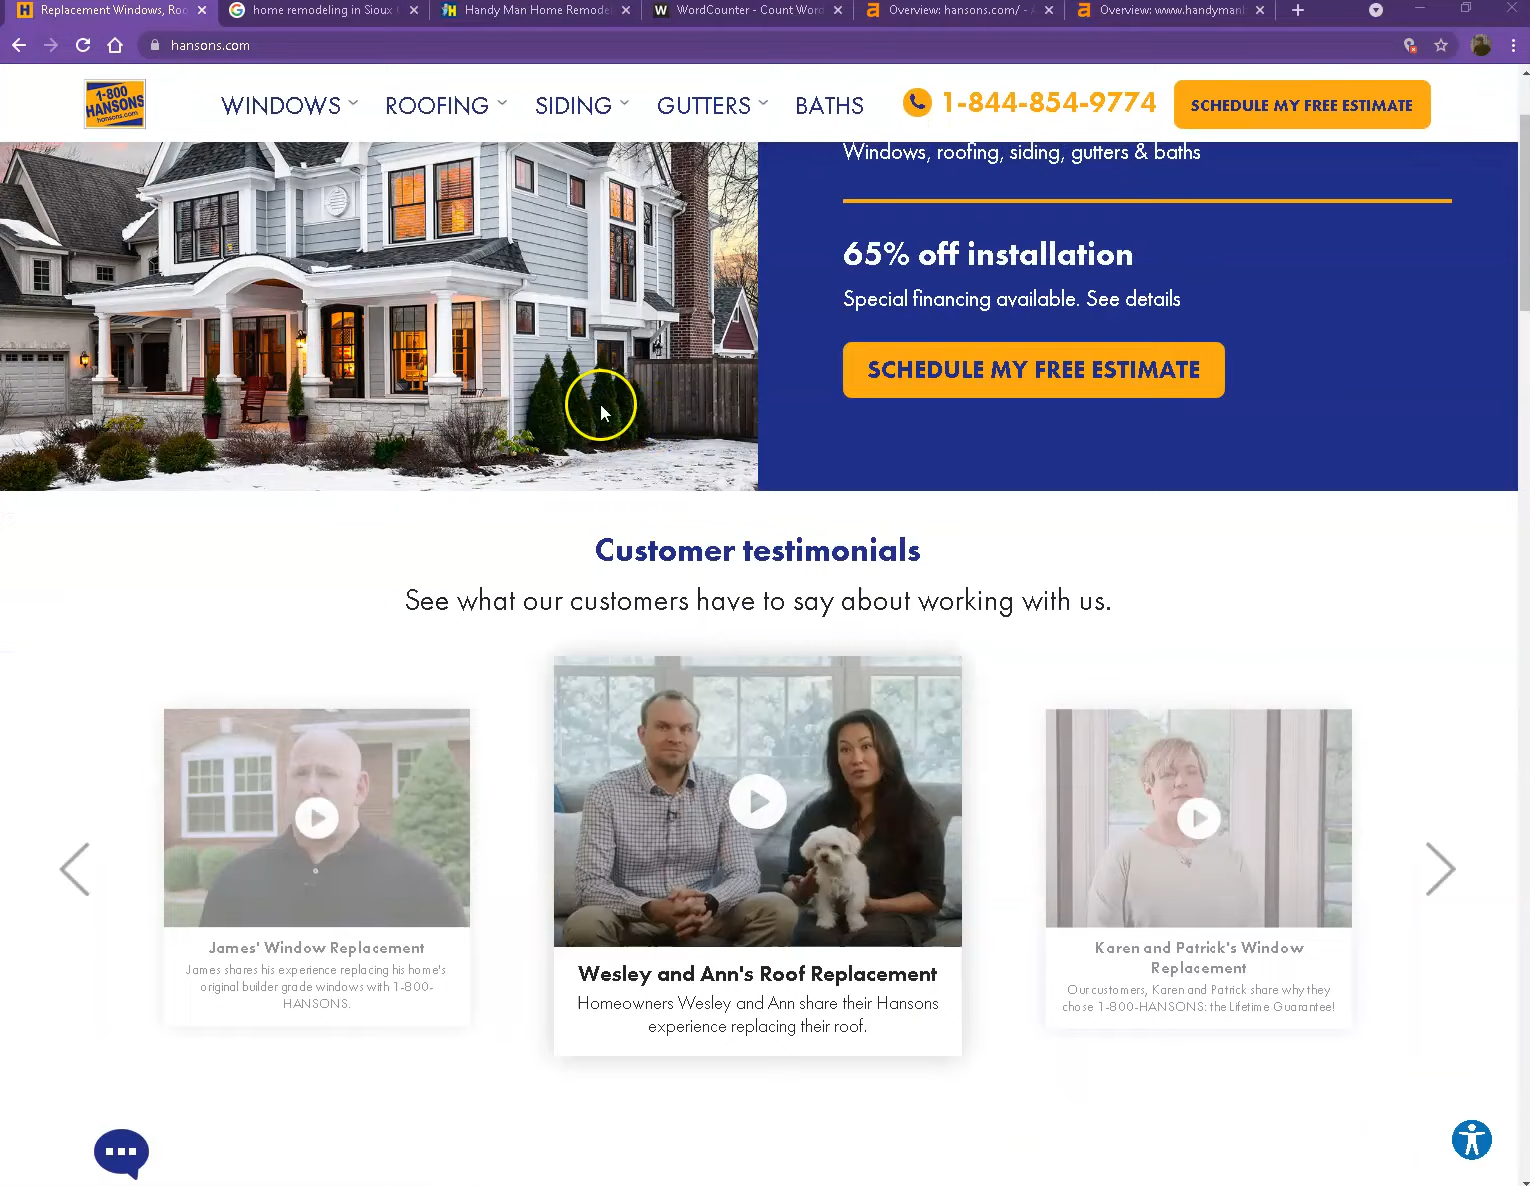 Replacement Windows, Roo
home remodeling in Sioux
Handy Man Home Remode
WordCounter - Count Word
Overview: hansons.com/ -
Overview: www.handyman
hansons.com
1-800
HANSONS
hansons.com
WINDOWS
ROOFING
SIDING
GUTTERS
BATHS
1-844-854-9774
SCHEDULE MY FREE ESTIMATE
Windows, roofing, siding, gutters & baths
65% off installation
Special financing available. See details
SCHEDULE MY FREE ESTIMATE
Customer testimonials
See what our customers have to say about working with us.
James' Window Replacement
James shares his experience replacing his home's
original builder grade windows with 1-800-
HANSONS.
Wesley and Ann's Roof Replacement
Homeowners Wesley and Ann share their Hansons
experience replacing their roof.
Karen and Patrick's Window
Replacement
Our customers, Karen and Patrick share why they
chose 1-800-HANSONS: the Lifetime Guarantee!